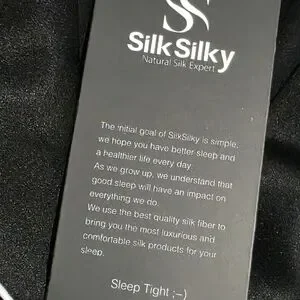 SS
SilkSilky
Natural Silk Expert
The initial goal of SilkSilky is simple,
we hope you have better sleep and
a healthier life every day.
As we grow up, we understand that
good sleep will have an impact on
everything we do.
We use the best quality silk fiber to
bring you the most luxurious and
comfortable silk products for your
sleep.
Sleep Tight ;-)